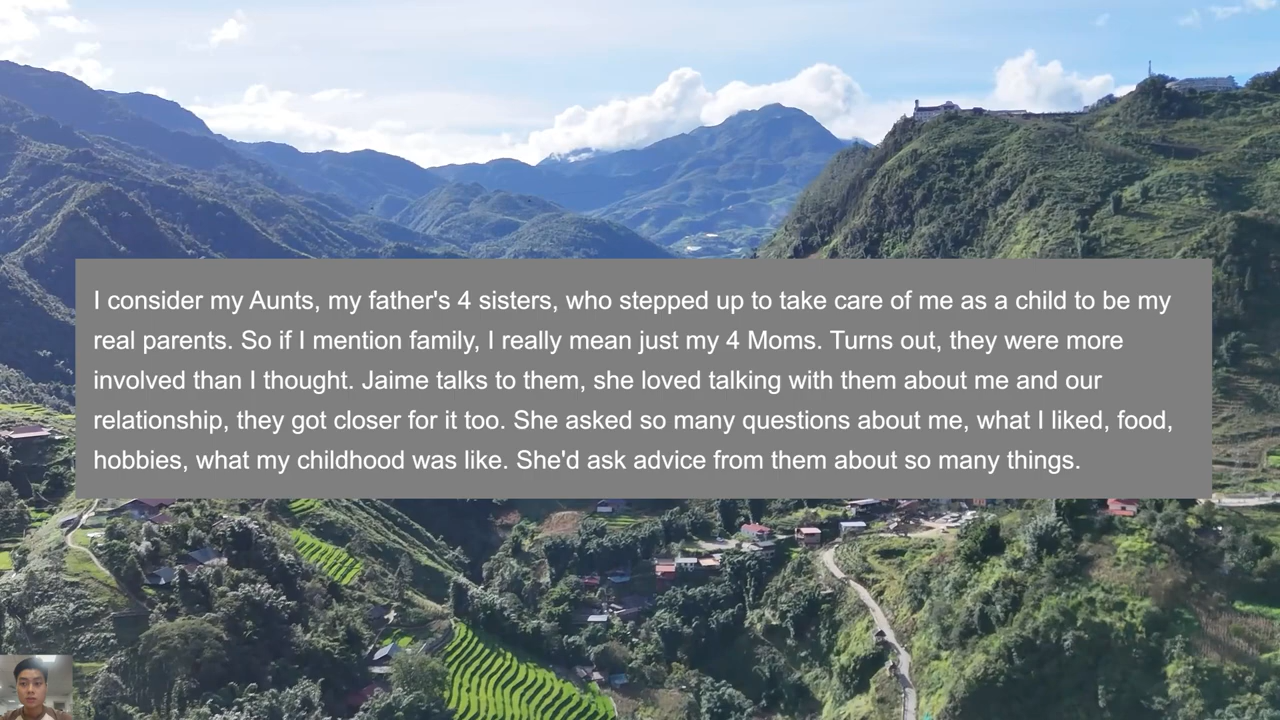 I consider my Aunts, my father's 4 sisters, who stepped up to take care of me as a child to be my
real parents. So if I mention family, I really mean just my 4 Moms. Turns out, they were more
involved than I thought. Jaime talks to them, she loved talking with them about me and our
relationship, they got closer for it too. She asked so many questions about me, what I liked, food,
hobbies, what my childhood was like. She'd ask advice from them about so many things.